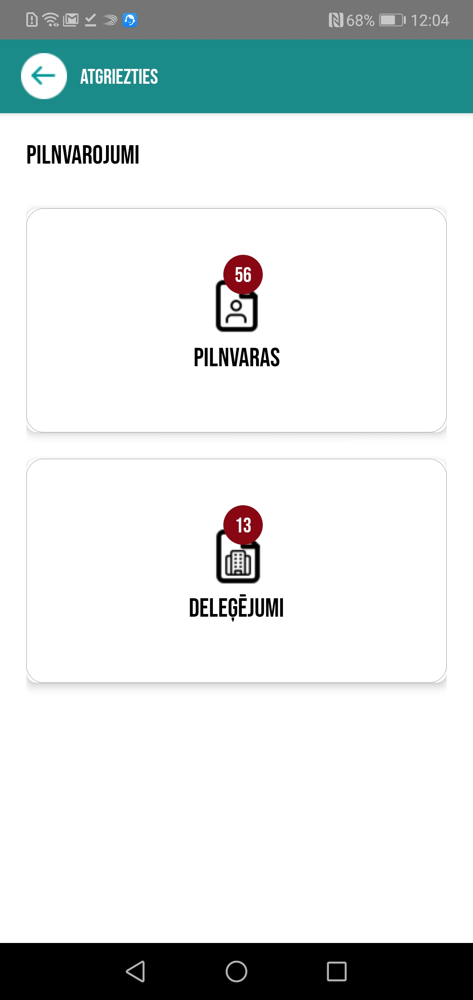 68% 12:04
ATGRIEZTIES
PILNVAROJUMI
56
PILNVARAS
13
DELEĢĒJUMI